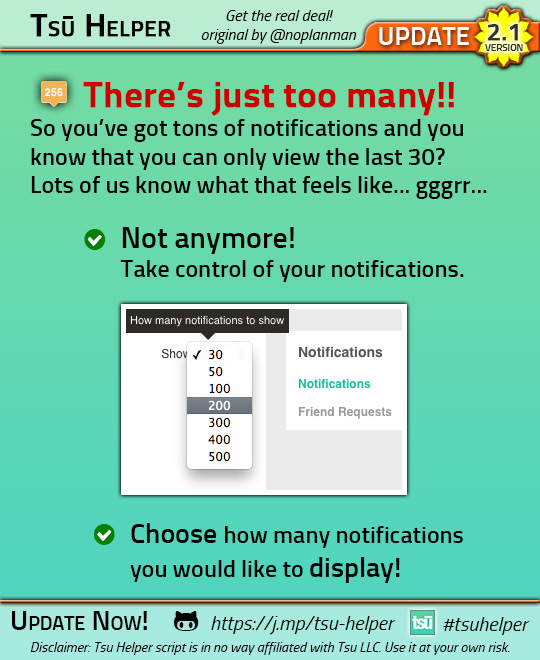 Tsū Helper
Get the real deal!
original by @noplanman
UPDATE
2.1
VERSION
256
There's just too many!!
So you've got tons of notifications and you
know that you can only view the last 30?
Lots of us know what that feels like... gggrr...
Not anymore!
Take control of your notifications.
How many notifications to show
Show
✓ 30
50
100
200
300
400
500
Notifications
Notifications
Friend Requests
Choose how many notifications
you would like to display!
Update Now!
https://j.mp/tsu-helper
tsū
#tsuhelper
Disclaimer: Tsu Helper script is in no way affiliated with Tsu LLC. Use it at your own risk.